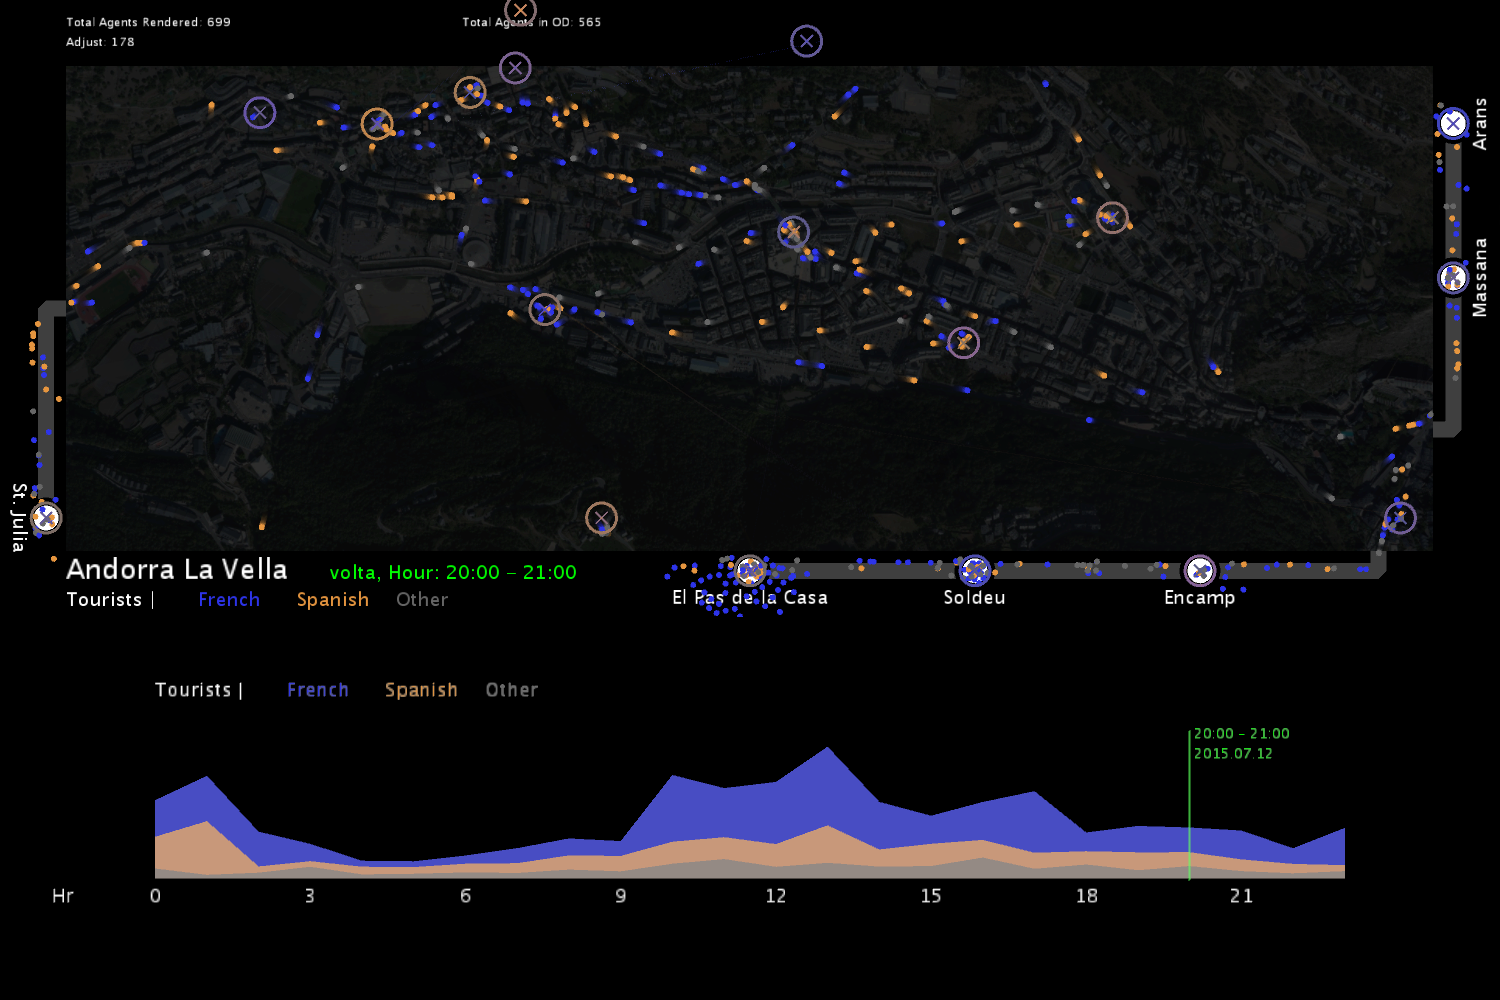 Total Agents Rendered: 699
Total Agents in OD: 565
Adjust: 178
Arans
Massana
St. Julia
Andorra La Vella
volta, Hour: 20:00 - 21:00
Tourists | French Spanish Other
El Pas de la Casa
Soldeu
Encamp
Tourists | French Spanish Other
20:00 - 21:00
2015.07.12
Hr 0 3 6 9 12 15 18 21